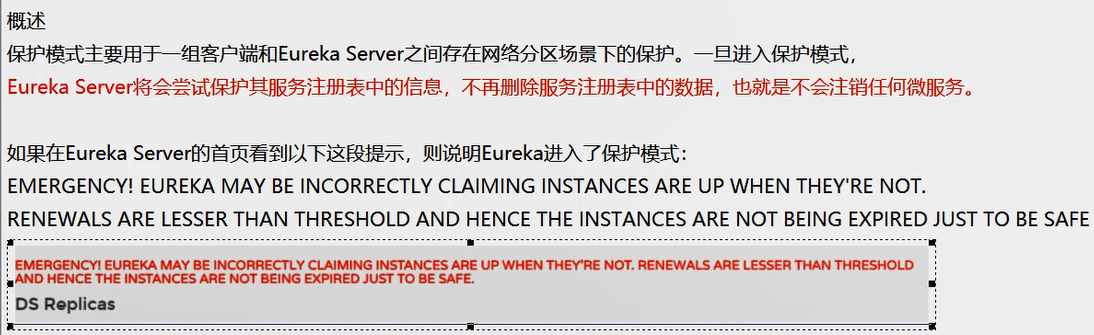 概述
保护模式主要用于一组客户端和Eureka Server之间存在网络分区场景下的保护。一旦进入保护模式，
Eureka Server将会尝试保护其服务注册表中的信息，不再删除服务注册表中的数据，也就是不会注销任何微服务。
如果在Eureka Server的首页看到以下这段提示，则说明Eureka进入了保护模式：
EMERGENCY! EUREKA MAY BE INCORRECTLY CLAIMING INSTANCES ARE UP WHEN THEY'RE NOT.
RENEWALS ARE LESSER THAN THRESHOLD AND HENCE THE INSTANCES ARE NOT BEING EXPIRED JUST TO BE SAFE
EMERGENCY! EUREKA MAY BE INCORRECTLY CLAIMING INSTANCES ARE UP WHEN THEY'RE NOT. RENEWALS ARE LESSER THAN THRESHOLD
AND HENCE THE INSTANCES ARE NOT BEING EXPIRED JUST TO BE SAFE.
DS Replicas